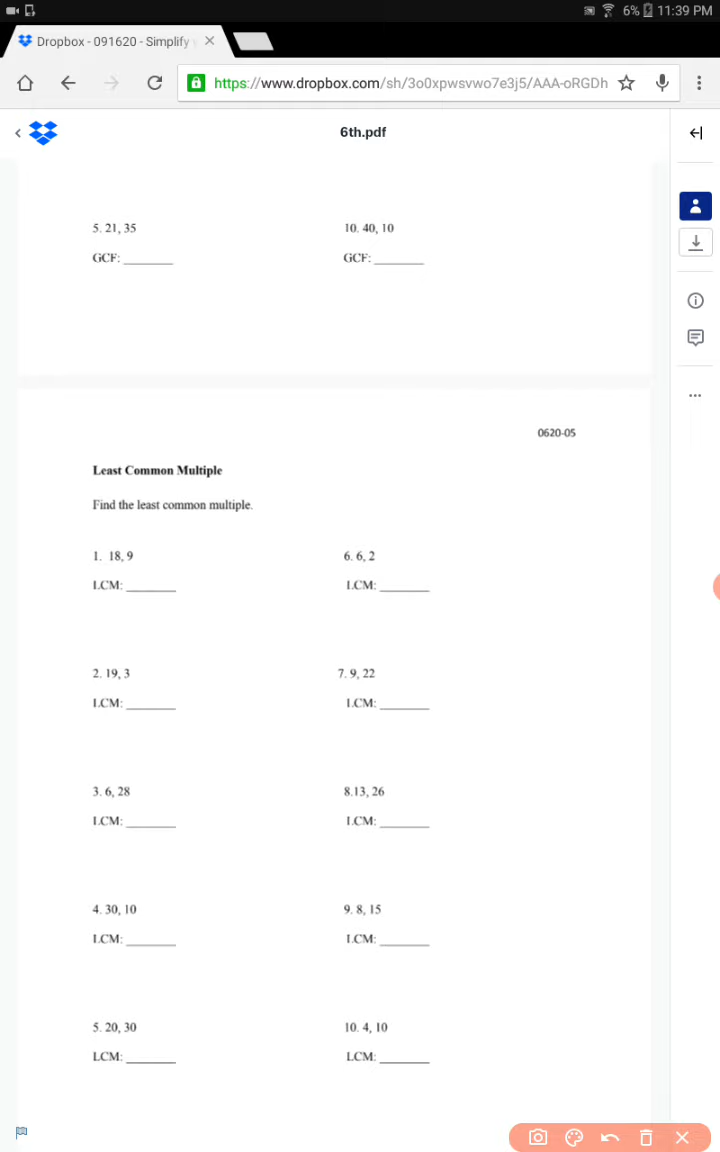 6% 11:39 PM
Dropbox - 091620 - Simplify
https://www.dropbox.com/sh/3o0xpwsvwo7e3j5/AAA-oRGDh
6th.pdf
5. 21, 35 10. 40, 10
GCF: ________ GCF: ________
0620-05
Least Common Multiple
Find the least common multiple.
1. 18, 9 6. 6, 2
LCM: ________ LCM: ________
2. 19, 3 7. 9, 22
LCM: ________ LCM: ________
3. 6, 28 8.13, 26
LCM: ________ LCM: ________
4. 30, 10 9. 8, 15
LCM: ________ LCM: ________
5. 20, 30 10. 4, 10
LCM: ________ LCM: ________